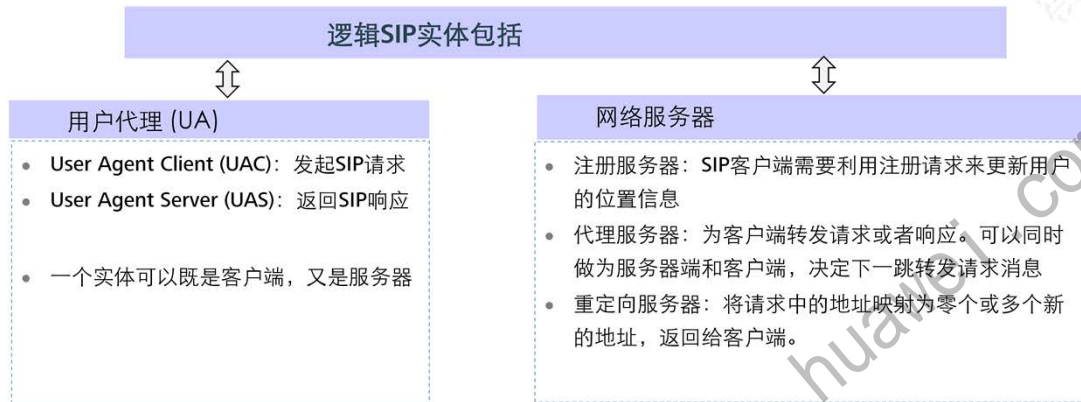 逻辑SIP实体包括
用户代理 (UA)
User Agent Client (UAC)：发起SIP请求
User Agent Server (UAS)：返回SIP响应
一个实体可以既是客户端，又是服务器
网络服务器
注册服务器：SIP客户端需要利用注册请求来更新用户
的位置信息
代理服务器：为客户端转发请求或者响应。可以同时
做为服务器端和客户端，决定下一跳转发请求消息
重定向服务器：将请求中的地址映射为零个或多个新
的地址，返回给客户端。
huawei.co